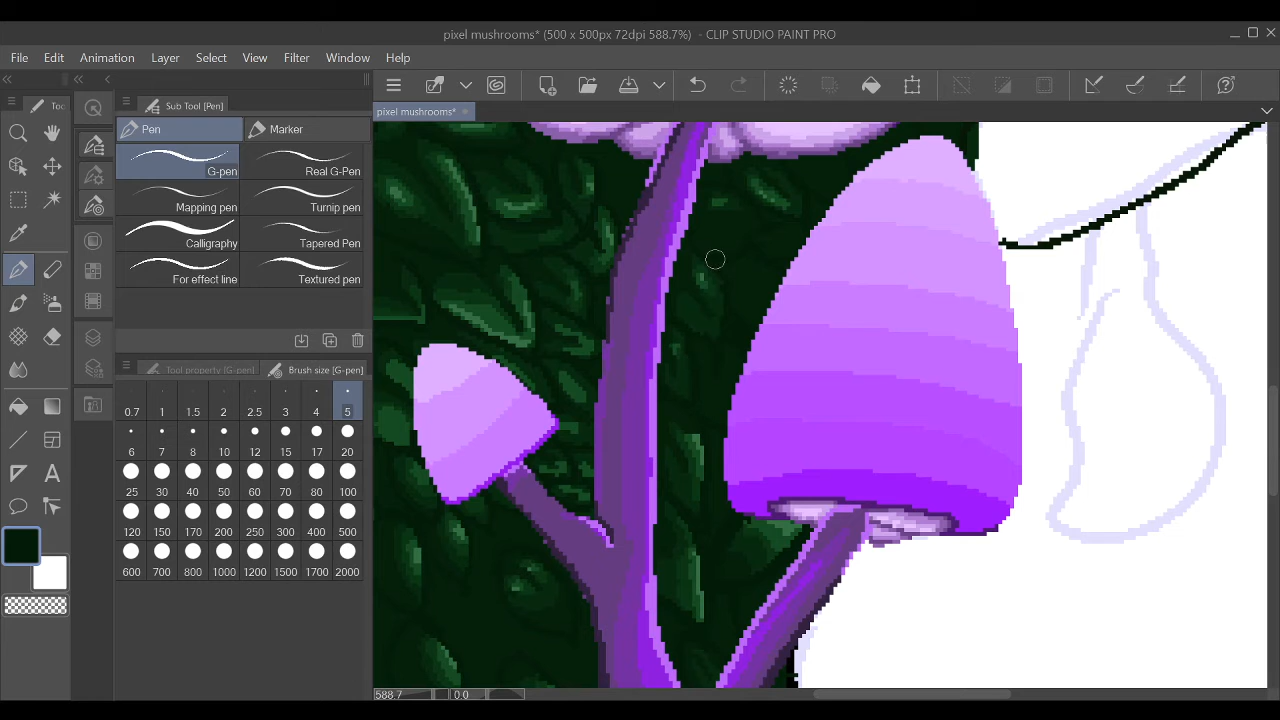 pixel mushrooms* (500 x 500px 72dpi 588.7%) - CLIP STUDIO PAINT PRO
File Edit Animation Layer Select View Filter Window Help
Toc Sub Tool [Pen] pixel mushrooms*
Pen Marker
G-pen Real G-Pen
Mapping pen Turnip pen
Calligraphy Tapered Pen
For effect line Textured pen
Tool property [G-pen] Brush size [G-pen]
0.7 1 1.5 2 2.5 3 4 5
6 7 8 10 12 15 17 20
25 30 40 50 60 70 80 100
120 150 170 200 250 300 400 500
600 700 800 1000 1200 1500 1700 2000
588.7 0.0